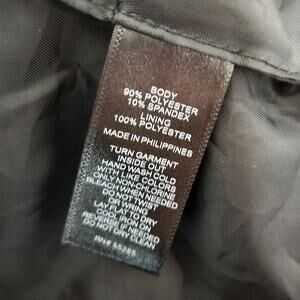 BODY
90% POLYESTER
10% SPANDEX
LINING
100% POLYESTER
MADE IN PHILIPPINES
TURN GARMENT
INSIDE OUT
HAND WASH COLD
WITH LIKE COLORS
ONLY NON-CHLORINE
BLEACH WHEN NEEDED
DO NOT TWIST
OR WRING
LAY FLAT TO DRY
COOL IRON ON
REVERSE IF NEEDED
DO NOT DRY CLEAN
RN#